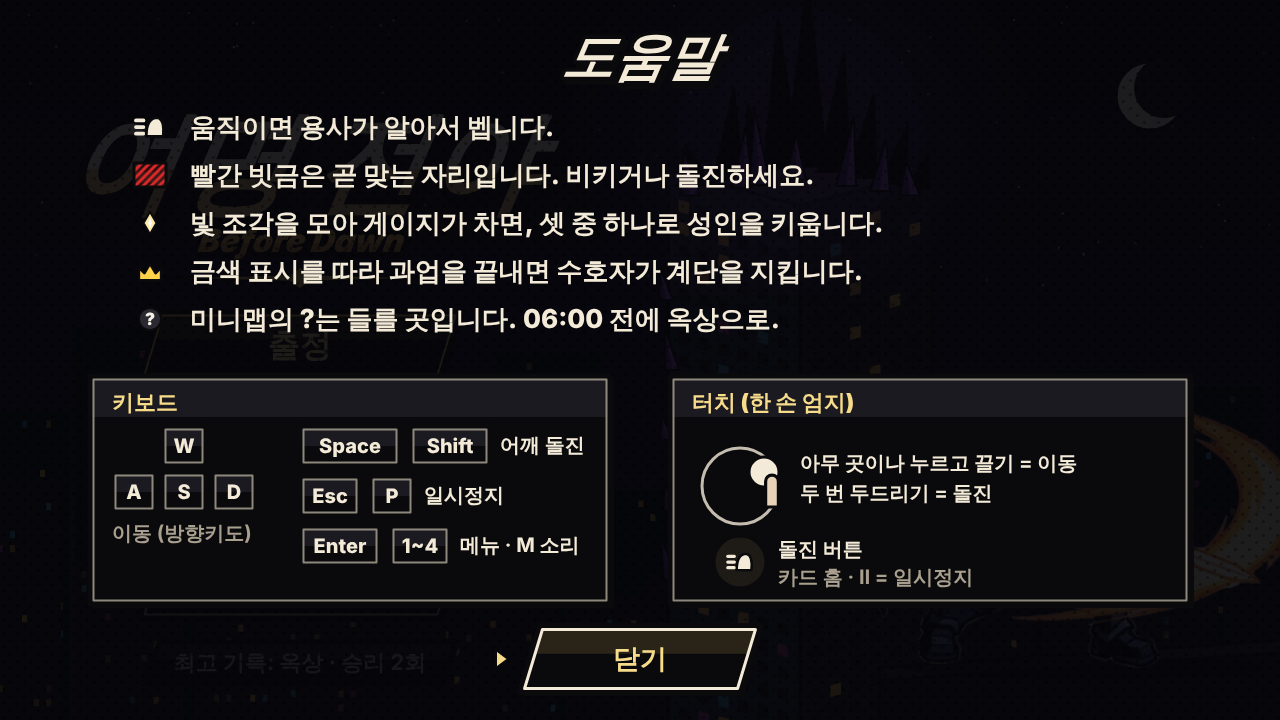 도움말
움직이면 용사가 알아서 벱니다.
빨간 빗금은 곧 맞는 자리입니다. 비키거나 돌진하세요.
빛 조각을 모아 게이지가 차면, 셋 중 하나로 성인을 키웁니다.
Before Dawn
금색 표시를 따라 과업을 끝내면 수호자가 계단을 지킵니다.
? 미니맵의 ?는 들를 곳입니다. 06:00 전에 옥상으로.
출정
키보드
W
A S D
이동 (방향키도)
Space Shift 어깨 돌진
Esc P 일시정지
Enter 1~4 메뉴 · M 소리
터치 (한 손 엄지)
아무 곳이나 누르고 끌기 = 이동
두 번 두드리기 = 돌진
돌진 버튼
카드 홈 · II = 일시정지
최고 기록: 옥상 · 승리 2회
닫기